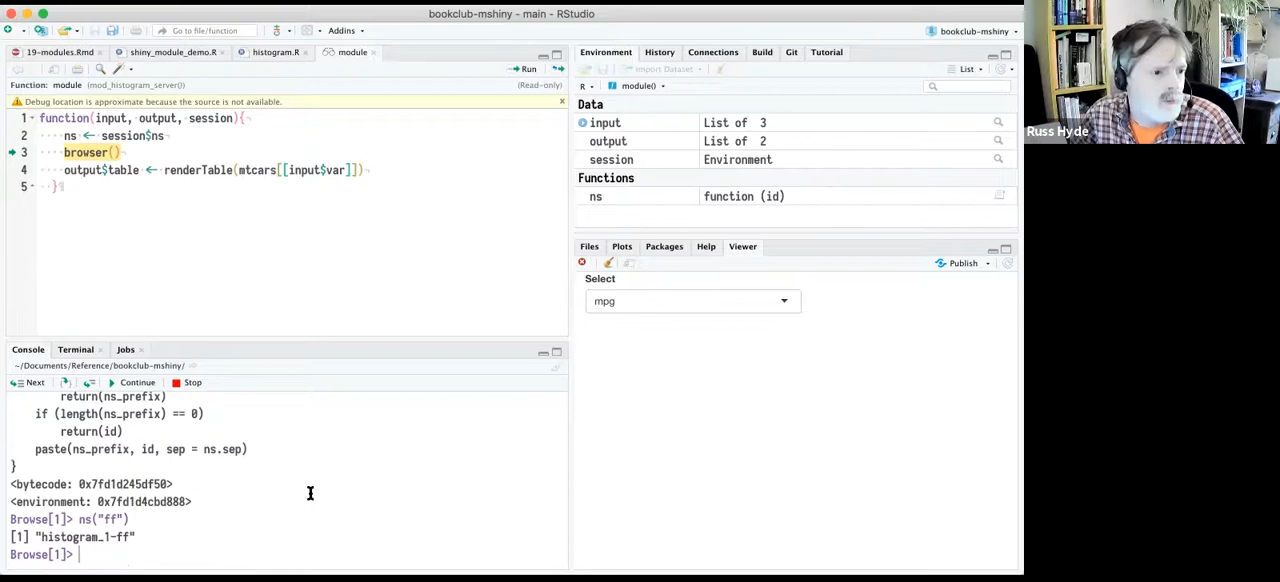 bookclub-mshiny - main - RStudio
Go to file/function
Addins
bookclub-mshiny
19-modules.Rmd
shiny_module_demo.R
histogram.R
module
Run
Function: module (mod_histogram_server())
(Read-only)
Debug location is approximate because the source is not available.
1 function(input, output, session){
2 ns <- session$ns
3 browser()
4 output$table <- renderTable(mtcars[[input$var]])
5 }
Console
Terminal
Jobs
~/Documents/Reference/bookclub-mshiny/
Next
Continue
Stop
return(ns_prefix)
if (length(ns_prefix) == 0)
return(id)
paste(ns_prefix, id, sep = ns.sep)
}
<bytecode: 0x7fd1d245df50>
<environment: 0x7fd1d4cbd888>
Browse[1]> ns("ff")
[1] "histogram_1-ff"
Browse[1]>
Environment
History
Connections
Build
Git
Tutorial
Import Dataset
List
R
module()
Data
input List of 3
output List of 2
session Environment
Functions
ns function (id)
Files
Plots
Packages
Help
Viewer
Publish
Select
mpg
Russ Hyde